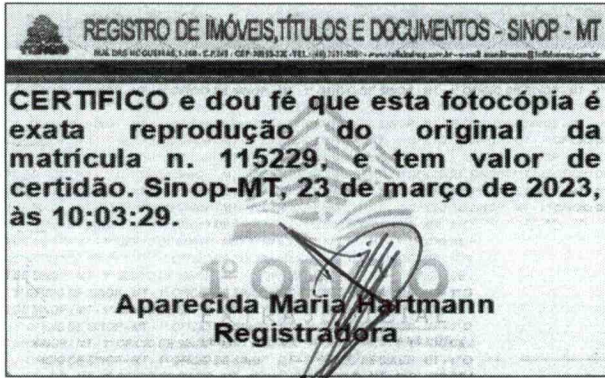 REGISTRO DE IMÓVEIS,TÍTULOS E DOCUMENTOS - SINOP - MT
CERTIFICO e dou fé que esta fotocópia é
exata reprodução do original da
matrícula n. 115229, e tem valor de
certidão. Sinop-MT, 23 de março de 2023,
às 10:03:29.
1º OFÍCIO
Aparecida Maria Hartmann
Registradora